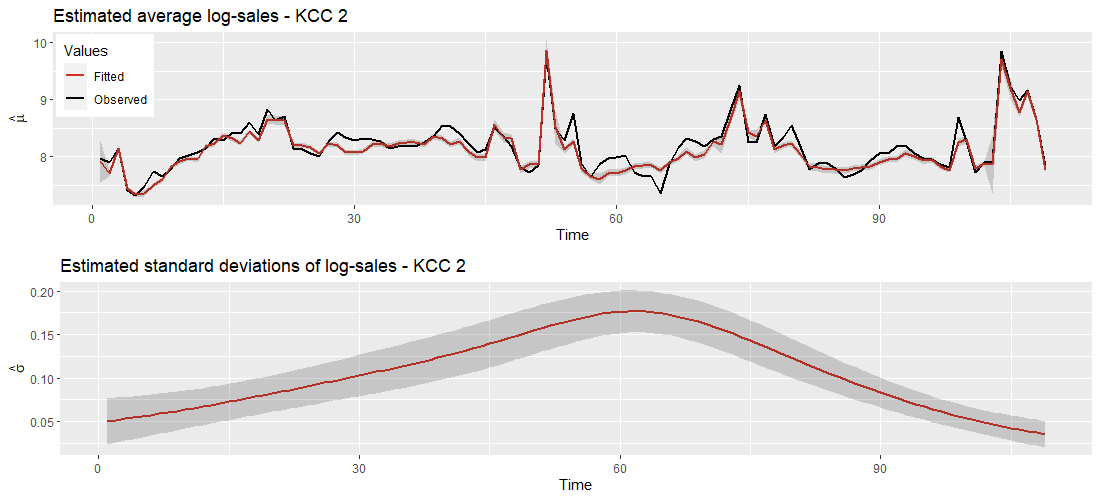 Estimated average log-sales - KCC 2
Values
Fitted
Observed
10
9
8
μ̂
0
30
60
90
Time
Estimated standard deviations of log-sales - KCC 2
0.20
0.15
0.10
0.05
σ̂
0
30
60
90
Time